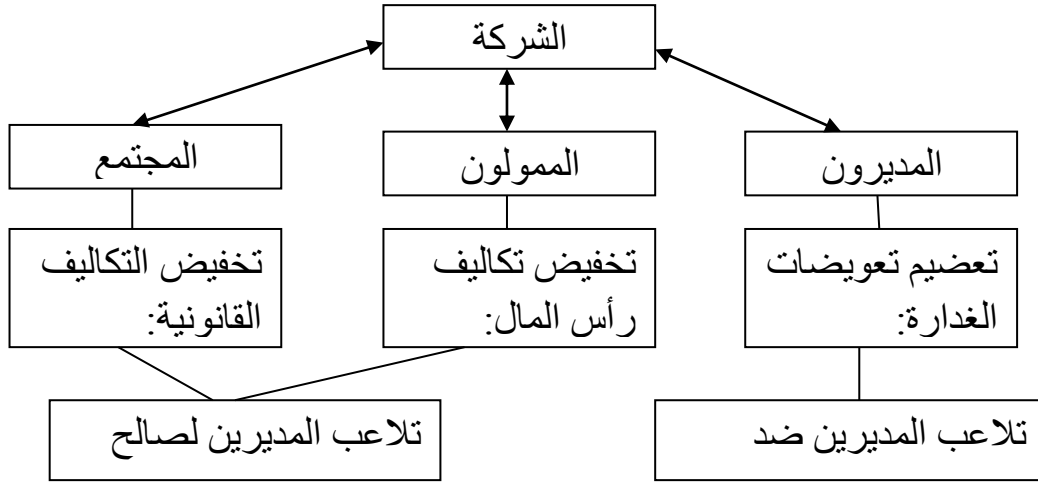 الشركة
المديرون
الممولون
المجتمع
تعضيم تعويضات
الغدارة:
تخفيض تكاليف
رأس المال:
تخفيض التكاليف
القانونية:
تلاعب المديرين ضد
تلاعب المديرين لصالح